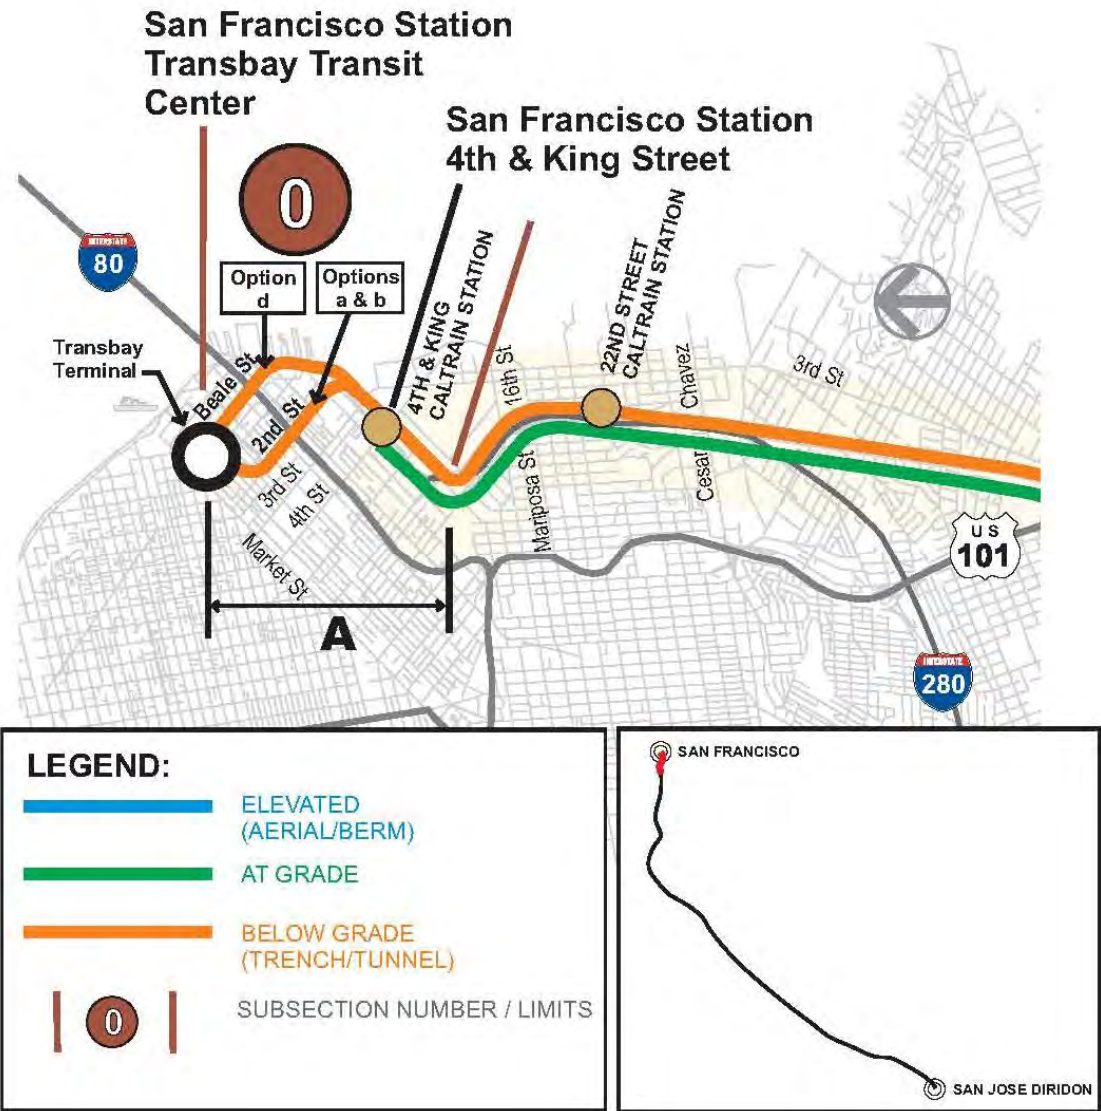 San Francisco Station
Transbay Transit
Center
San Francisco Station
4th & King Street
0
INTERSTATE
80
Option
d
Options
a & b
4TH & KING
CALTRAIN STATION
22ND STREET
CALTRAIN STATION
Transbay
Terminal
Beale St
2nd St
3rd St
4th St
Market St
16th St
Mariposa St
Cesar
Chavez
3rd St
A
U S
101
INTERSTATE
280
LEGEND:
ELEVATED
(AERIAL/BERM)
AT GRADE
BELOW GRADE
(TRENCH/TUNNEL)
0
SUBSECTION NUMBER / LIMITS
SAN FRANCISCO
SAN JOSE DIRIDON